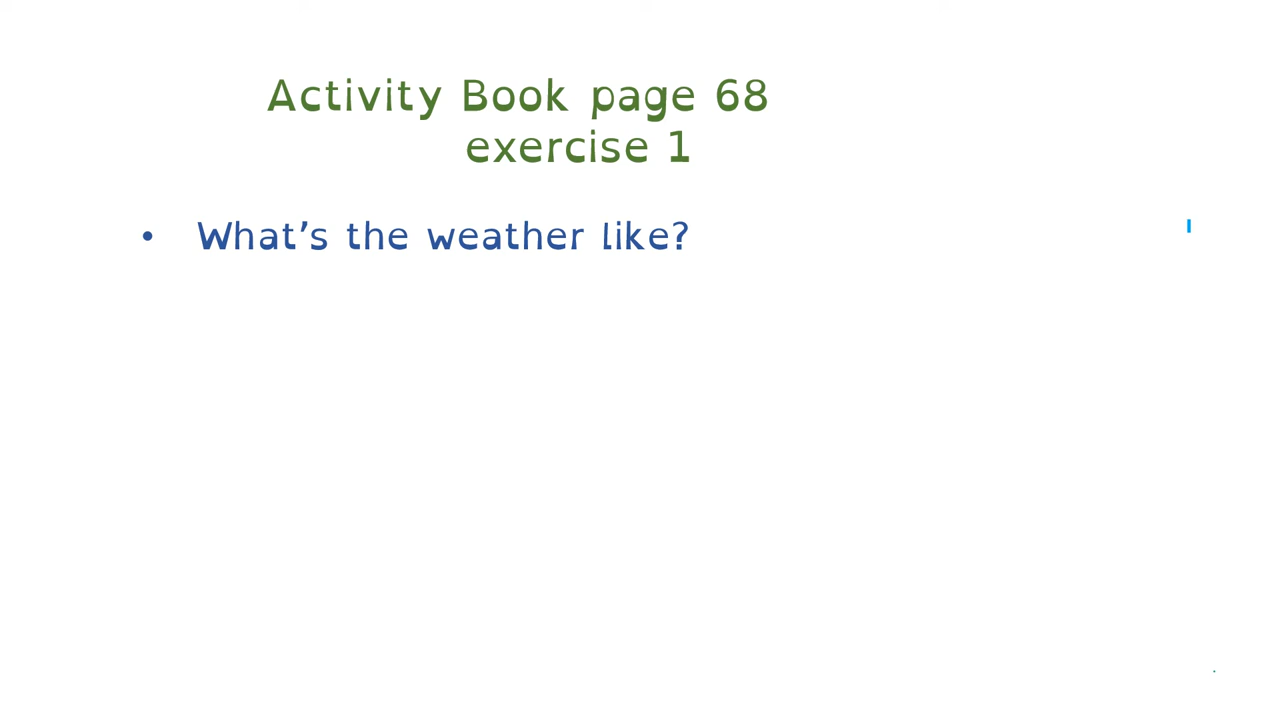 Activity Book page 68
exercise 1
• What’s the weather like?